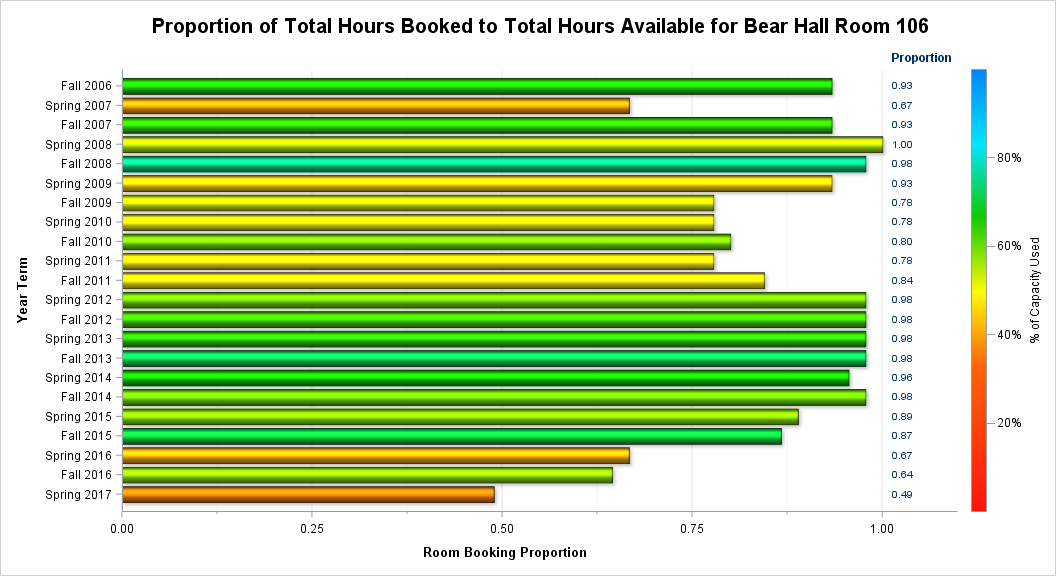 Proportion of Total Hours Booked to Total Hours Available for Bear Hall Room 106
Proportion
Fall 2006 0.93
Spring 2007 0.67
Fall 2007 0.93
Spring 2008 1.00
Fall 2008 0.98
Spring 2009 0.93
Fall 2009 0.78
Spring 2010 0.78
Fall 2010 0.80
Spring 2011 0.78
Fall 2011 0.84
Spring 2012 0.98
Fall 2012 0.98
Spring 2013 0.98
Fall 2013 0.98
Spring 2014 0.96
Fall 2014 0.98
Spring 2015 0.89
Fall 2015 0.87
Spring 2016 0.67
Fall 2016 0.64
Spring 2017 0.49
Year Term
0.00 0.25 0.50 0.75 1.00
Room Booking Proportion
80%
60%
40%
20%
% of Capacity Used